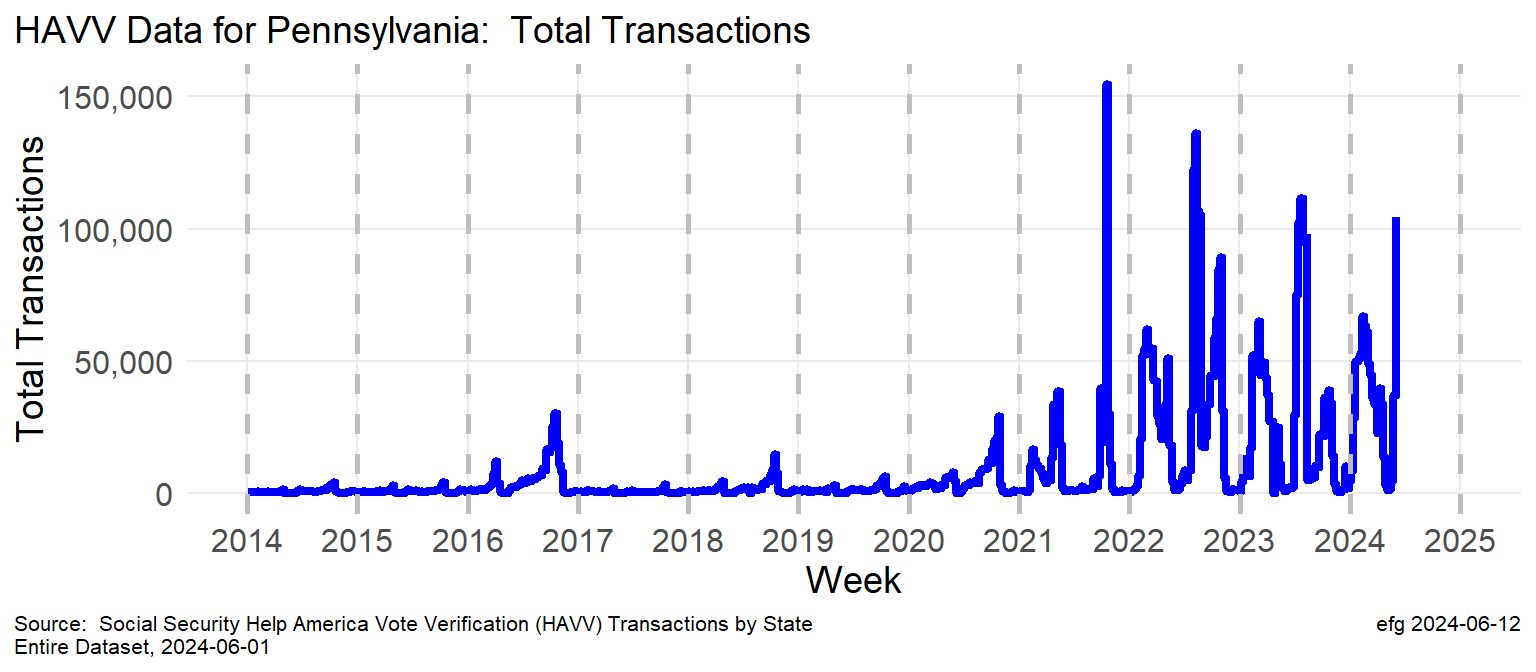 HAVV Data for Pennsylvania:  Total Transactions
150,000
100,000
50,000
0
Total Transactions
2014 2015 2016 2017 2018 2019 2020 2021 2022 2023 2024 2025
Week
Source:  Social Security Help America Vote Verification (HAVV) Transactions by State
Entire Dataset, 2024-06-01
efg 2024-06-12